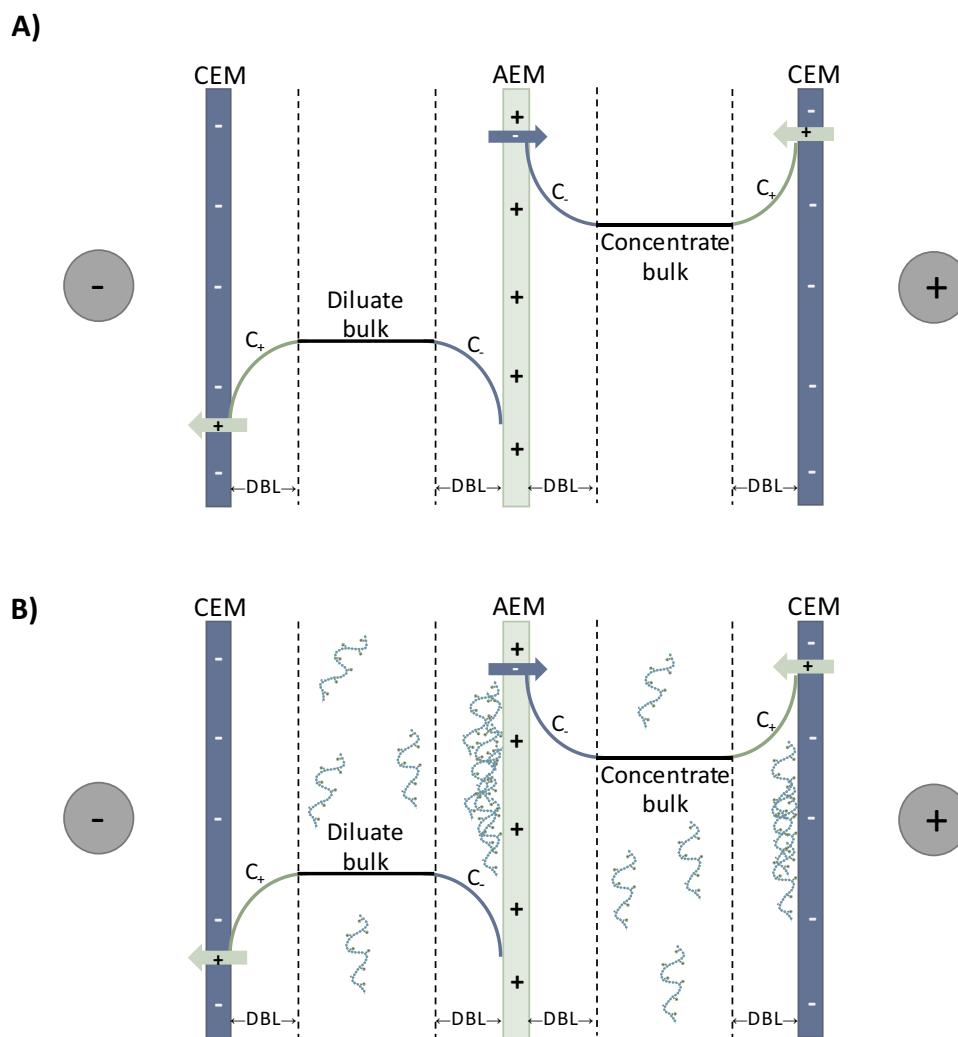 A)
CEM AEM CEM
-
+
-
+
-
+
C₊
C₋
-
-
+
Concentrate
bulk
-
-
+
-
+
-
+
Diluate
bulk
C₊
C₋
-
+
-
+
-
+
-
-
←DBL→ ←DBL→ ←DBL→ ←DBL→
B)
CEM AEM CEM
-
+
-
-
+
C₋
C₊
-
+
-
Concentrate
bulk
-
-
+
-
+
-
+
Diluate
bulk
C₊
C₋
-
+
-
+
-
+
-
←DBL→ ←DBL→ ←DBL→ ←DBL→